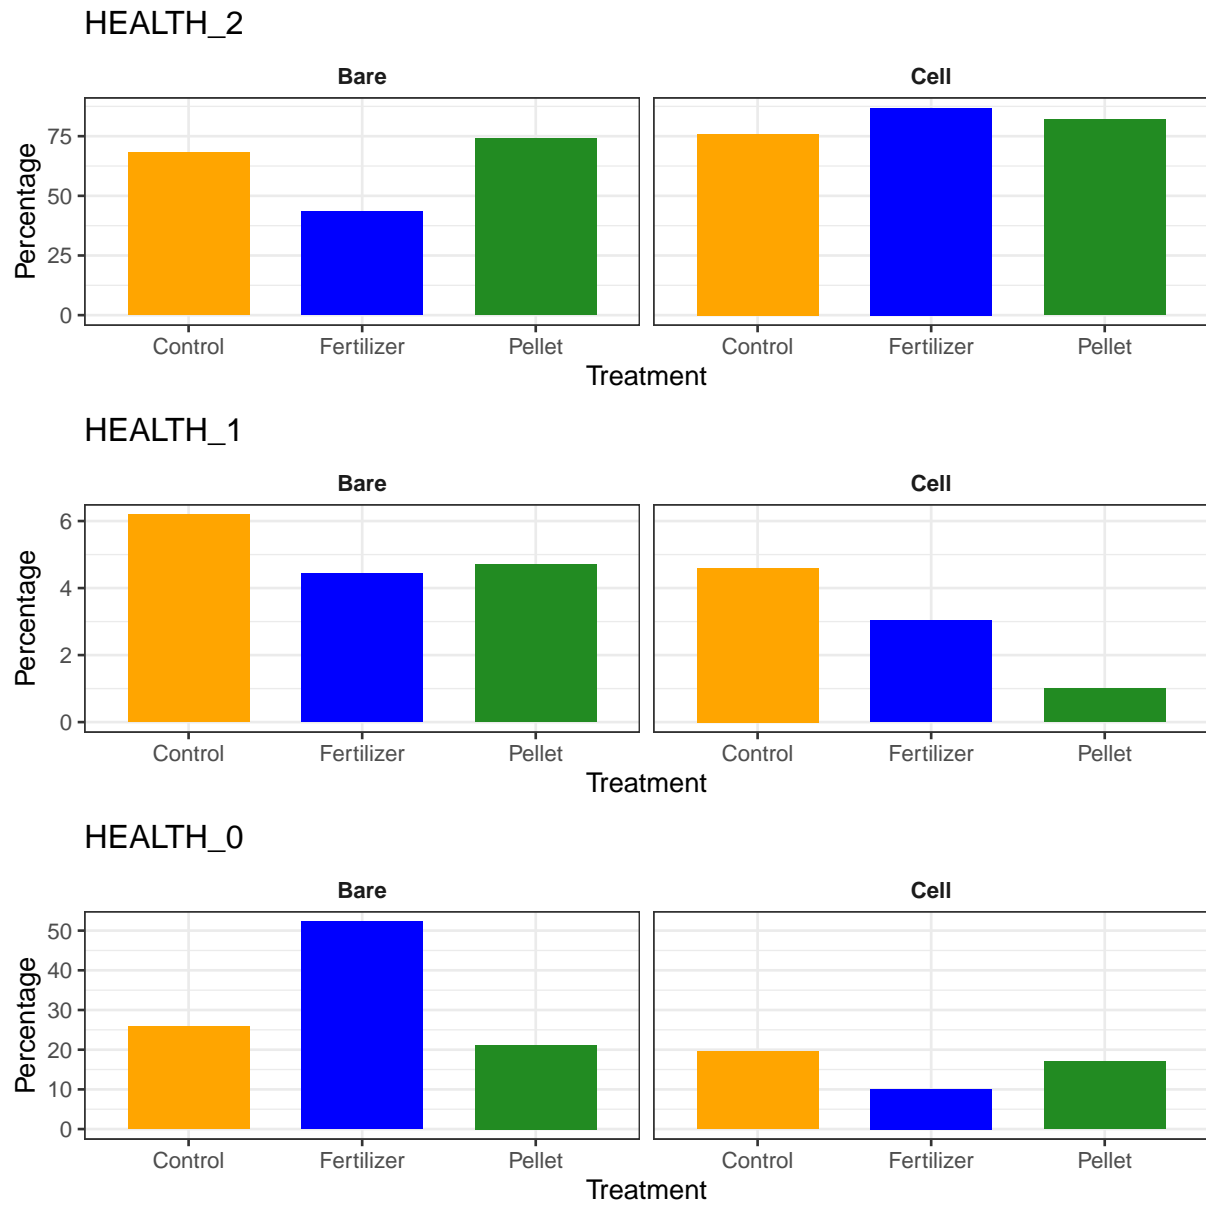 HEALTH_2
Bare Cell
Percentage
75
50
25
0
Control Fertilizer Pellet Control Fertilizer Pellet
Treatment
HEALTH_1
Bare Cell
Percentage
6
4
2
0
Control Fertilizer Pellet Control Fertilizer Pellet
Treatment
HEALTH_0
Bare Cell
Percentage
50
40
30
20
10
0
Control Fertilizer Pellet Control Fertilizer Pellet
Treatment